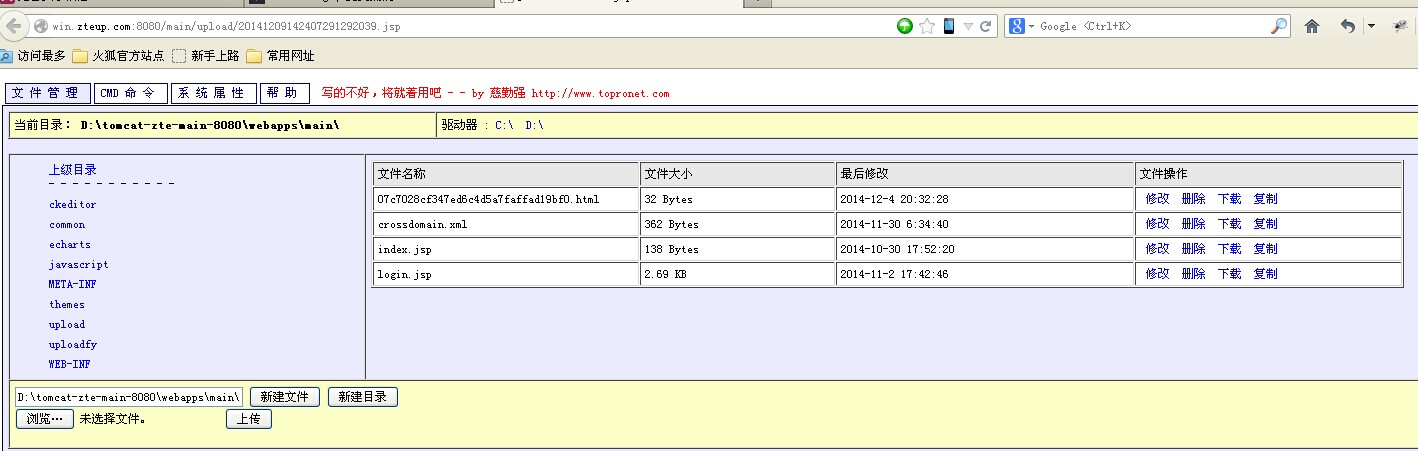 win.zteup.com:8080/main/upload/20141209142407291292039.jsp
Google <Ctrl+K>
访问最多 火狐官方站点 新手上路 常用网址
文件管理 CMD命令 系统属性 帮助 写的不好，将就着用吧 - - by 慈勤强 http://www.topronet.com
当前目录： D:\tomcat-zte-main-8080\webapps\main\ 驱动器 : C:\ D:\
上级目录
- - - - - - - - - - -
ckeditor
common
echarts
javascript
META-INF
themes
upload
uploadfy
WEB-INF
文件名称 文件大小 最后修改 文件操作
07c7028cf347ed6c4d5a7faffad19bf0.html 32 Bytes 2014-12-4 20:32:28 修改 删除 下载 复制
crossdomain.xml 362 Bytes 2014-11-30 6:34:40 修改 删除 下载 复制
index.jsp 138 Bytes 2014-10-30 17:52:20 修改 删除 下载 复制
login.jsp 2.69 KB 2014-11-2 17:42:46 修改 删除 下载 复制
D:\tomcat-zte-main-8080\webapps\main\ 新建文件 新建目录
浏览… 未选择文件。 上传